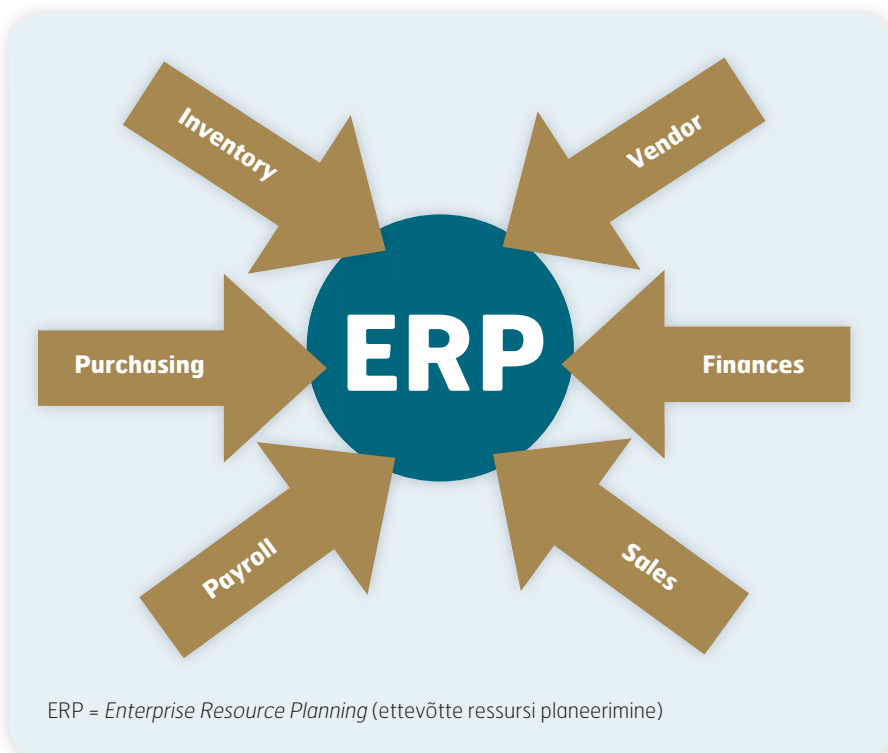 Inventory
Vendor
Purchasing
ERP
Finances
Payroll
Sales
ERP = Enterprise Resource Planning (ettevõtte ressursi planeerimine)